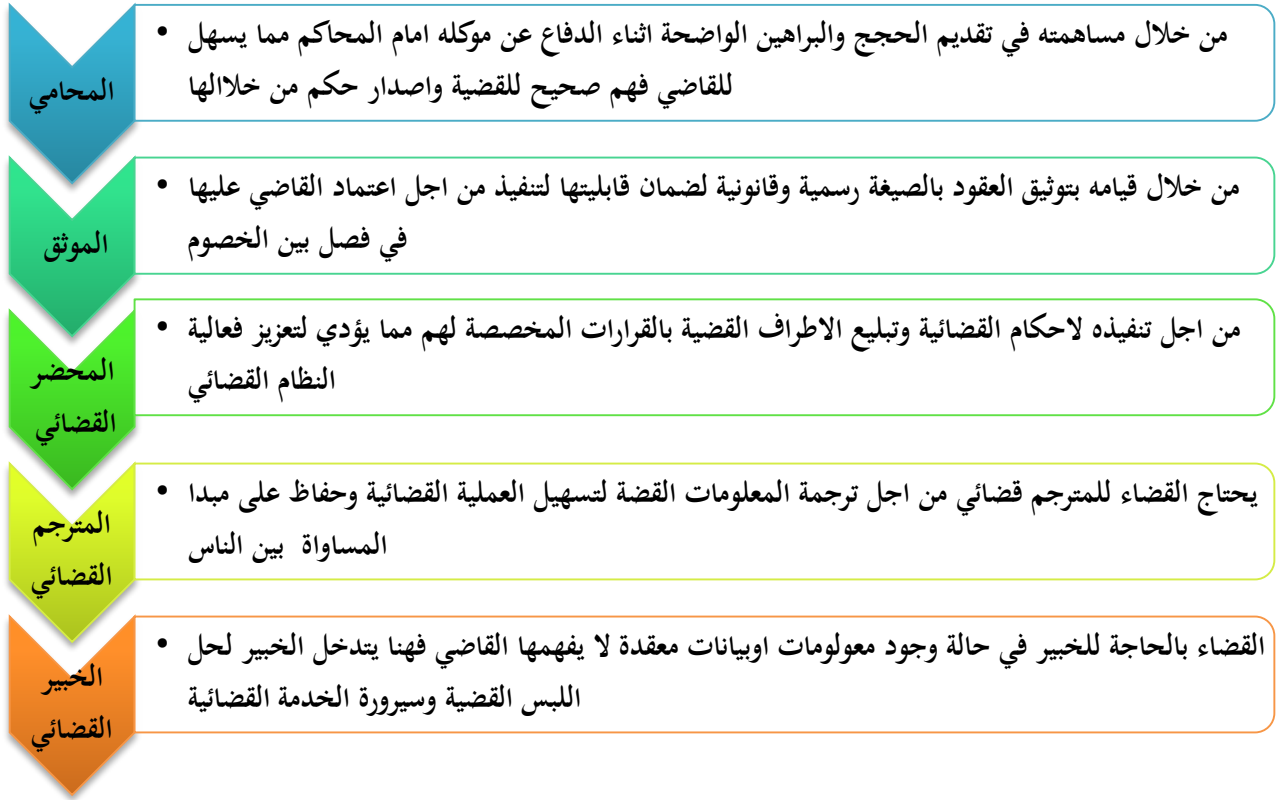 المحامي
• من خلال مساهمته في تقديم الحجج والبراهين الواضحة اثناء الدفاع عن موكله امام المحاكم مما يسهل
للقاضي فهم صحيح للقضية واصدار حكم من خلاالها
الموثق
• من خلال قيامه بتوثيق العقود بالصيغة رسمية وقانونية لضمان قابليتها لتنفيذ من اجل اعتماد القاضي عليها
في فصل بين الخصوم
المحضر
القضائي
• من اجل تنفيذه لاحكام القضائية وتبليع الاطراف القضية بالقرارات المخصصة لهم مما يؤدي لتعزيز فعالية
النظام القضائي
المترجم
القضائي
• يحتاج القضاء للمترجم قضائي من اجل ترجمة المعلومات القضة لتسهيل العملية القضائية وحفاظ على مبدا
المساواة بين الناس
الخبير
القضائي
• القضاء بالحاجة للخبير في حالة وجود معولومات اوبيانات معقدة لا يفهمها القاضي فهنا يتدخل الخبير لحل
اللبس القضية وسيرورة الخدمة القضائية